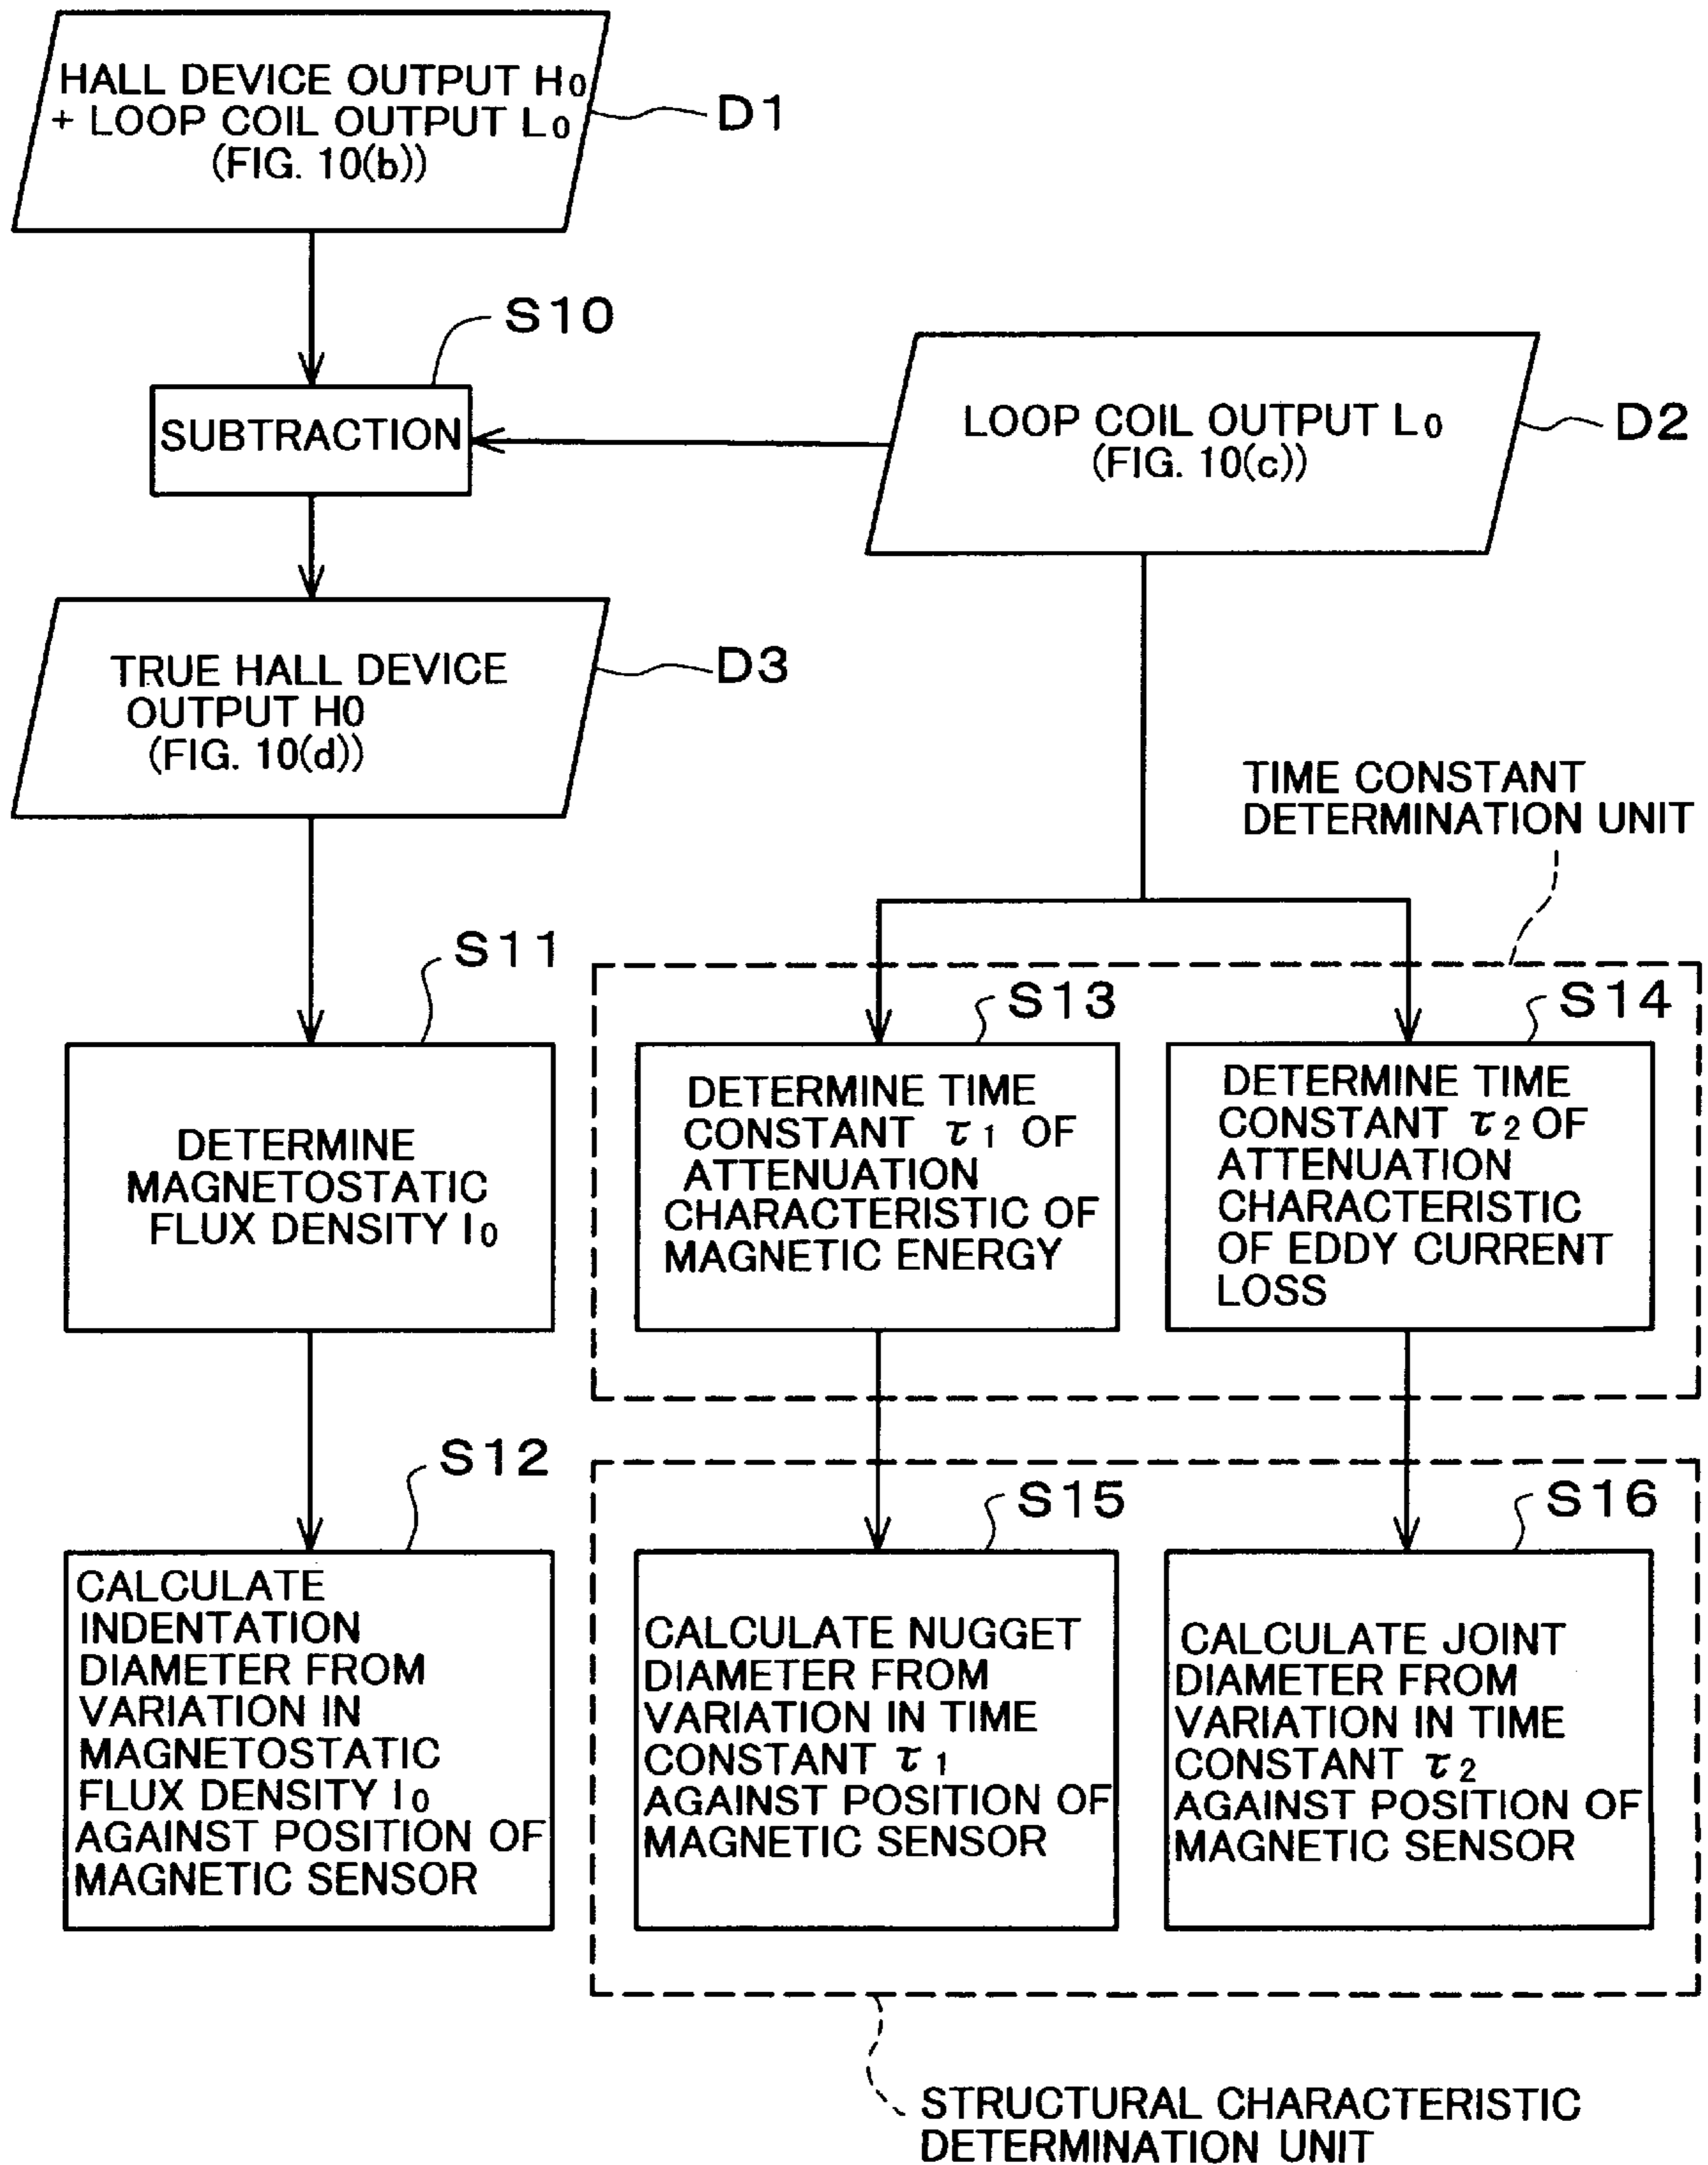 HALL DEVICE OUTPUT H₀
+ LOOP COIL OUTPUT L₀
(FIG. 10(b))
D1
S10
SUBTRACTION
LOOP COIL OUTPUT L₀
(FIG. 10(c))
D2
TRUE HALL DEVICE
OUTPUT H0
(FIG. 10(d))
D3
TIME CONSTANT
DETERMINATION UNIT
S11
DETERMINE
MAGNETOSTATIC
FLUX DENSITY I₀
S13
DETERMINE TIME
CONSTANT τ₁ OF
ATTENUATION
CHARACTERISTIC OF
MAGNETIC ENERGY
S14
DETERMINE TIME
CONSTANT τ₂ OF
ATTENUATION
CHARACTERISTIC
OF EDDY CURRENT
LOSS
S12
CALCULATE
INDENTATION
DIAMETER FROM
VARIATION IN
MAGNETOSTATIC
FLUX DENSITY I₀
AGAINST POSITION OF
MAGNETIC SENSOR
S15
CALCULATE NUGGET
DIAMETER FROM
VARIATION IN TIME
CONSTANT τ₁
AGAINST POSITION OF
MAGNETIC SENSOR
S16
CALCULATE JOINT
DIAMETER FROM
VARIATION IN TIME
CONSTANT τ₂
AGAINST POSITION OF
MAGNETIC SENSOR
STRUCTURAL CHARACTERISTIC
DETERMINATION UNIT